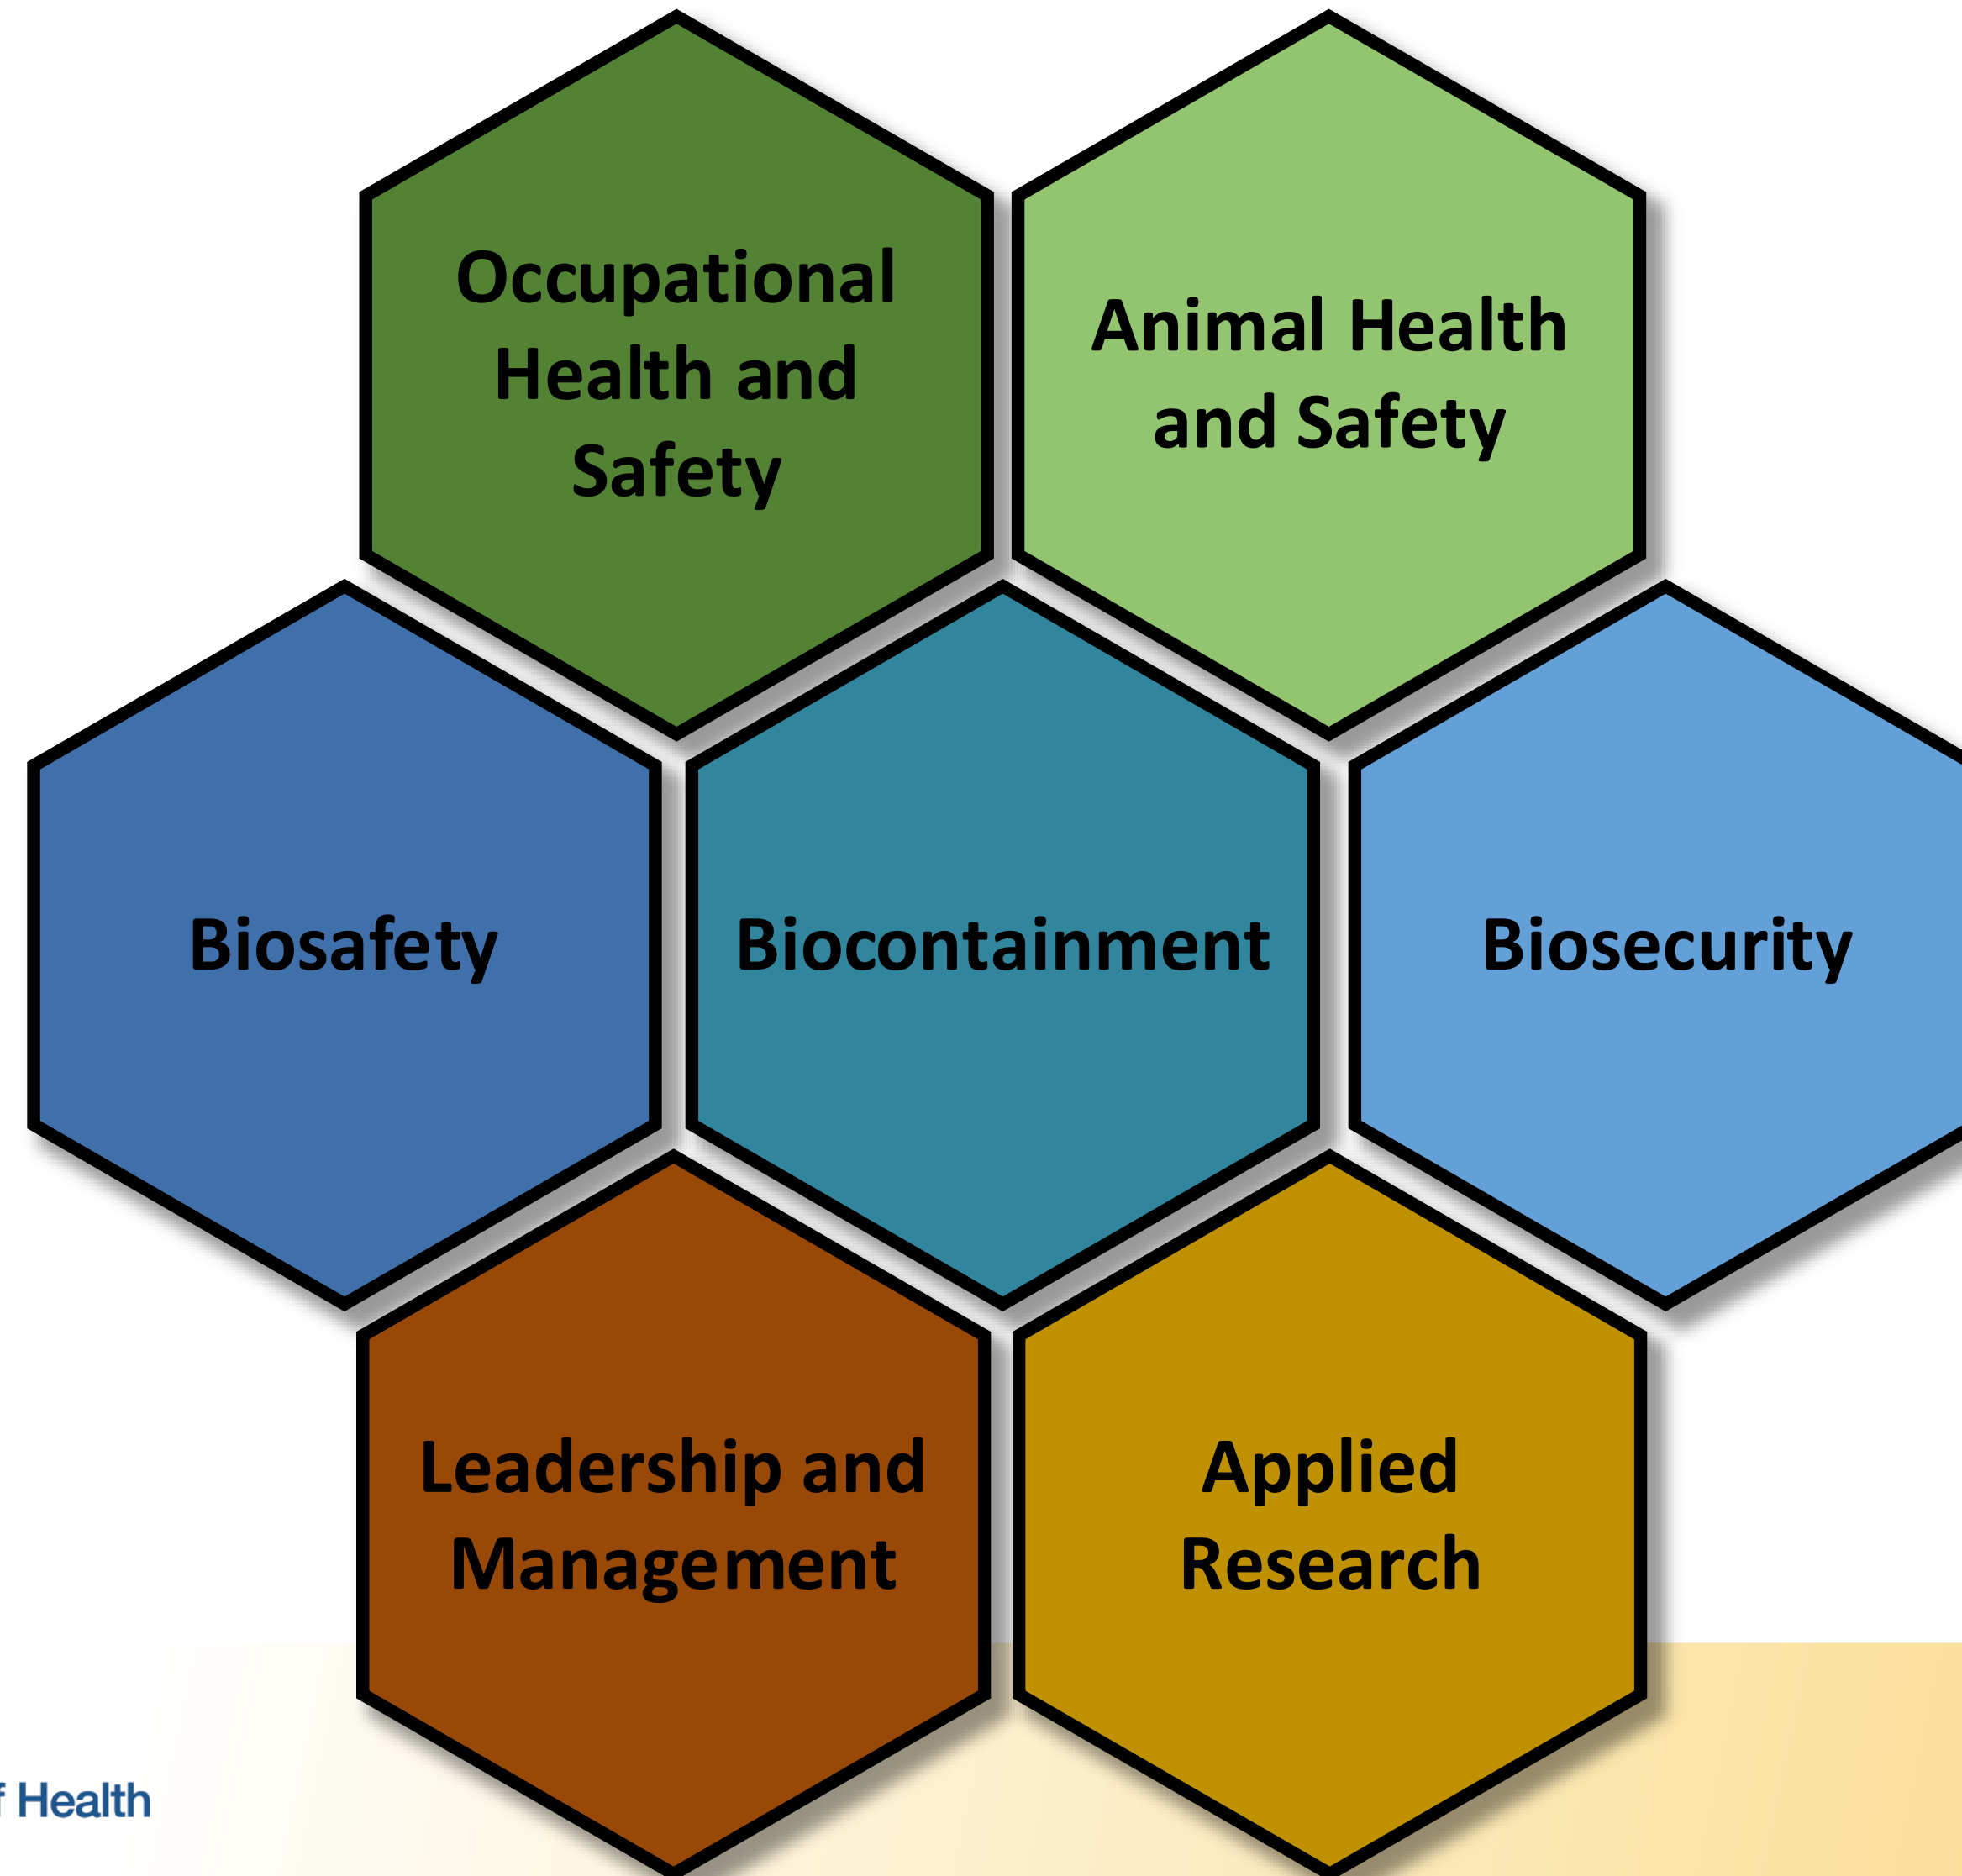 Occupational
Health and
Safety
Animal Health
and Safety
Biosafety
Biocontainment
Biosecurity
Leadership and
Management
Applied
Research
Health